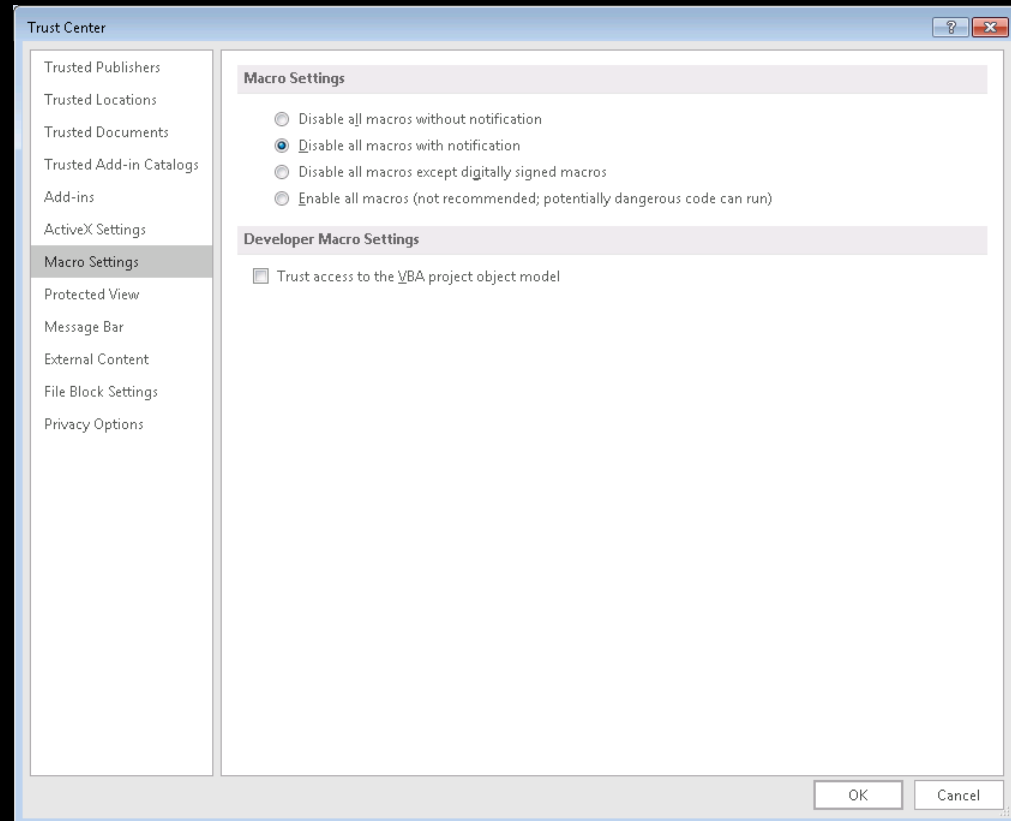 Trust Center
Trusted Publishers
Trusted Locations
Trusted Documents
Trusted Add-in Catalogs
Add-ins
ActiveX Settings
Macro Settings
Protected View
Message Bar
External Content
File Block Settings
Privacy Options
Macro Settings
Disable all macros without notification
Disable all macros with notification
Disable all macros except digitally signed macros
Enable all macros (not recommended; potentially dangerous code can run)
Developer Macro Settings
Trust access to the VBA project object model
OK Cancel